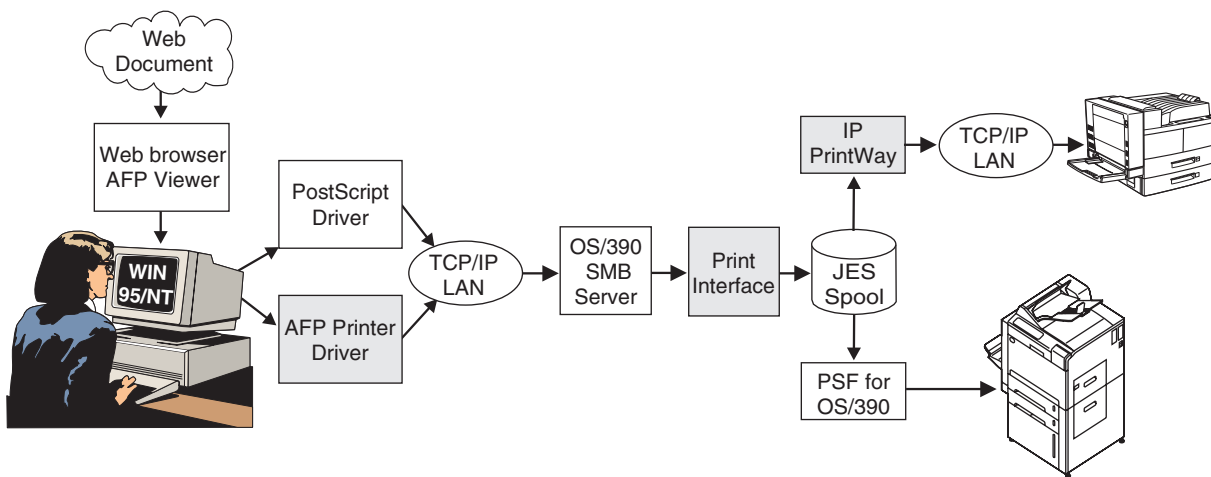 Web
Document
Web browser
AFP Viewer
WIN
95/NT
PostScript
Driver
AFP Printer
Driver
TCP/IP
LAN
OS/390
SMB
Server
Print
Interface
JES
Spool
IP
PrintWay
TCP/IP
LAN
PSF for
OS/390